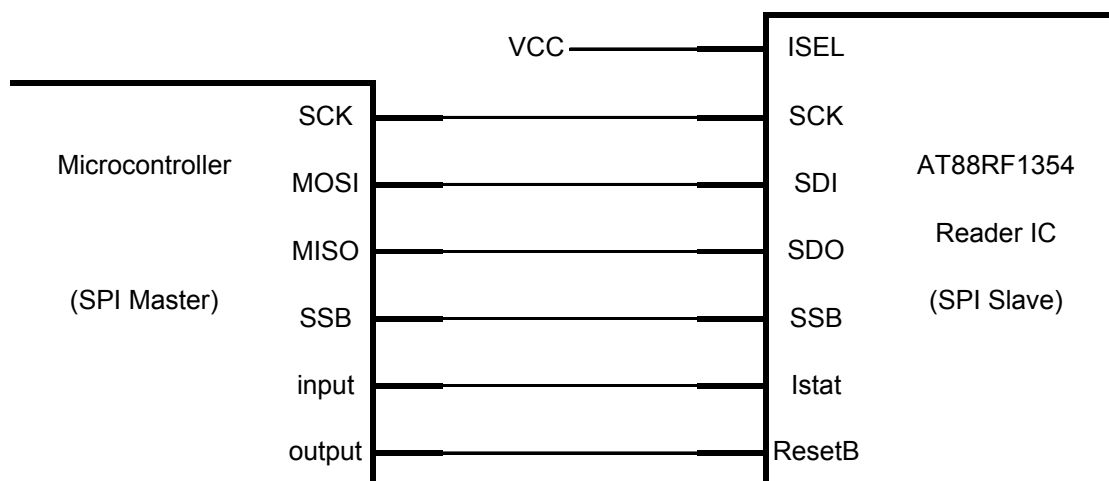 VCC
ISEL
SCK
SCK
Microcontroller
AT88RF1354
MOSI
SDI
Reader IC
MISO
SDO
(SPI Master)
(SPI Slave)
SSB
SSB
input
Istat
output
ResetB